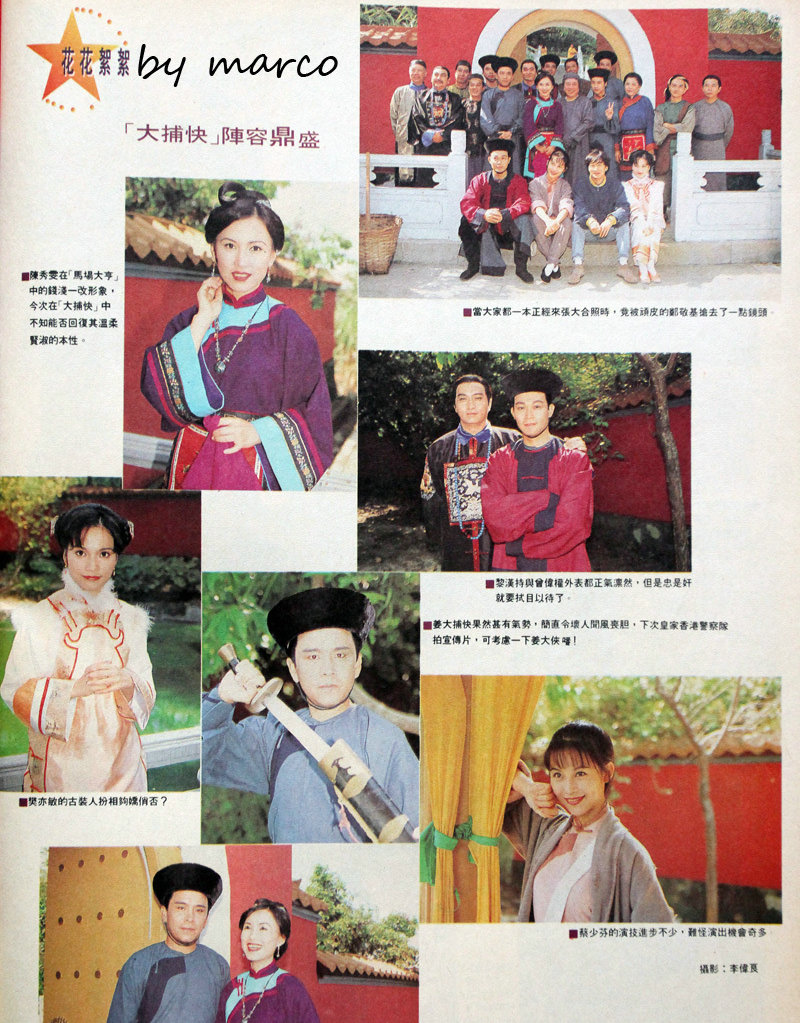 花花絮絮
by marco
「大捕快」陣容鼎盛
■陳秀雯在「馬場大亨」
中的錢淺一改形象，
今次在「大捕快」中
不知能否回復其溫柔
賢淑的本性。
■當大家都一本正經來張大合照時，竟被頑皮的鄭敬基搶去了一點鏡頭。
■黎漢持與曾偉權外表都正氣凜然，但是忠是奸
就要拭目以待了。
■姜大捕快果然甚有氣勢，簡直令壞人聞風喪胆，下次皇家香港警察隊
拍宣傳片，可考慮一下姜大俠嘩！
■樊亦敏的古裝人扮相夠嬌俏否？
■蔡少芬的演技進步不少，難怪演出機會奇多。
攝影：李偉良